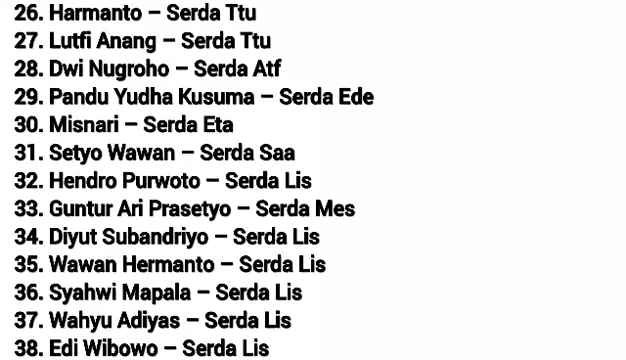 26. Harmanto – Serda Ttu
27. Lutfi Anang – Serda Ttu
28. Dwi Nugroho – Serda Atf
29. Pandu Yudha Kusuma – Serda Ede
30. Misnari – Serda Eta
31. Setyo Wawan – Serda Saa
32. Hendro Purwoto – Serda Lis
33. Guntur Ari Prasetyo – Serda Mes
34. Diyut Subandriyo – Serda Lis
35. Wawan Hermanto – Serda Lis
36. Syahwi Mapala – Serda Lis
37. Wahyu Adiyas – Serda Lis
38. Edi Wibowo – Serda Lis